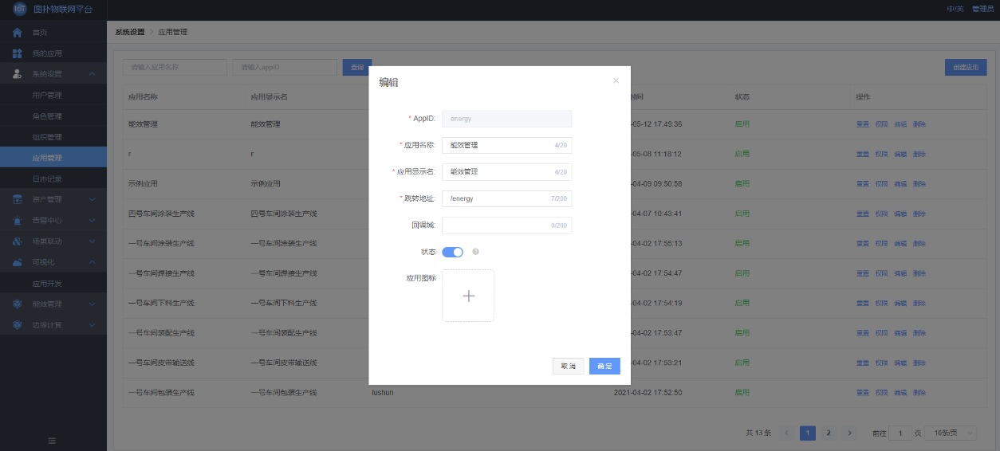 IoT 图扑物联网平台
中/英 管理员
首页
我的应用
系统设置
用户管理
角色管理
组织管理
应用管理
日志记录
资产管理
告警中心
场景联动
可视化
应用开发
能效管理
边缘计算
系统设置 > 应用管理
请输入应用名称 请输入appID 查询 创建应用
应用名称 应用显示名 时间 状态 操作
能效管理 能效管理 -05-12 17:49:36 启用 重置 权限 编辑 删除
r r -05-08 11:18:12 启用 重置 权限 编辑 删除
示例应用 示例应用 -04-09 09:50:58 启用 重置 权限 编辑 删除
四号车间涂装生产线 四号车间涂装生产线 -04-07 10:43:41 启用 重置 权限 编辑 删除
一号车间涂装生产线 一号车间涂装生产线 -04-02 17:55:13 启用 重置 权限 编辑 删除
一号车间焊接生产线 一号车间焊接生产线 -04-02 17:54:47 启用 重置 权限 编辑 删除
一号车间下料生产线 一号车间下料生产线 -04-02 17:54:19 启用 重置 权限 编辑 删除
一号车间装配生产线 一号车间装配生产线 -04-02 17:53:47 启用 重置 权限 编辑 删除
一号车间皮带输送线 一号车间皮带输送线 -04-02 17:53:21 启用 重置 权限 编辑 删除
一号车间包装生产线 一号车间包装生产线 lushun 2021-04-02 17:52:50 启用 重置 权限 编辑 删除
共 13 条 < 1 2 > 前往 1 页 10条/页
编辑 ×
* AppID: energy
* 应用名称: 能效管理 4/20
* 应用显示名: 能效管理 4/20
* 跳转地址: /energy 7/200
回调域: 0/200
状态 ?
应用图标 +
取消 确定